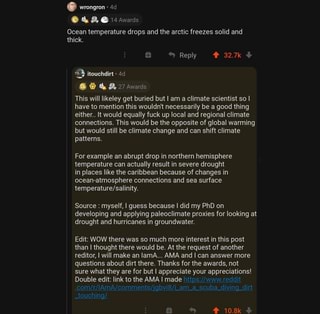 wrongron • 4d
14 Awards
Ocean temperature drops and the arctic freezes solid and
thick.
Reply 32.7k
itouchdirt • 4d
27 Awards
This will likeley get buried but I am a climate scientist so I
have to mention this wouldn't necessarily be a good thing
either.. It would equally fuck up local and regional climate
connections. This would be the opposite of global warming
but would still be climate change and can shift climate
patterns.
For example an abrupt drop in northern hemisphere
temperature can actually result in severe drought
in places like the caribbean because of changes in
ocean-atmosphere connections and sea surface
temperature/salinity.
Source : myself, I guess because I did my PhD on
developing and applying paleoclimate proxies for looking at
drought and hurricanes in groundwater.
Edit: WOW there was so much more interest in this post
than I thought there would be. At the request of another
reditor, I will make an IamA... AMA and I can answer more
questions about dirt there. Thanks for the awards, not
sure what they are for but I appreciate your appreciations!
Double edit: link to the AMA I made https://www.reddit
.com/r/IAmA/comments/jgbvill/i_am_a_scuba_diving_dirt
_touching/
10.8k